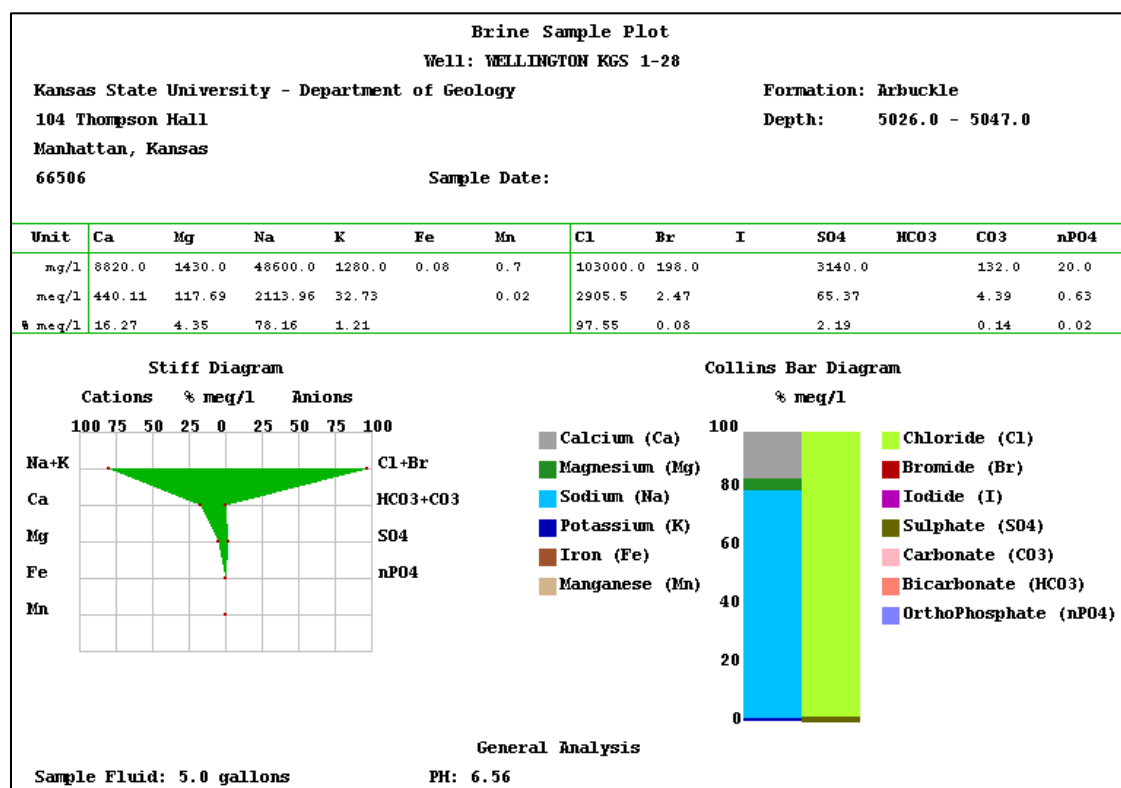 Brine Sample Plot
Well: WELLINGTON KGS 1-28
Kansas State University - Department of Geology Formation: Arbuckle
104 Thompson Hall Depth: 5026.0 - 5047.0
Manhattan, Kansas
66506 Sample Date:
Unit Ca Mg Na K Fe Mn Cl Br I SO4 HCO3 CO3 nPO4
mg/l 8820.0 1430.0 48600.0 1280.0 0.08 0.7 103000.0 198.0 3140.0 132.0 20.0
meq/l 440.11 117.69 2113.96 32.73 0.02 2905.5 2.47 65.37 4.39 0.63
% meq/l 16.27 4.35 78.16 1.21 97.55 0.08 2.19 0.14 0.02
Stiff Diagram
Cations % meq/l Anions
100 75 50 25 0 25 50 75 100
Na+K Cl+Br
Ca HCO3+CO3
Mg SO4
Fe nPO4
Mn
Collins Bar Diagram
% meq/l
100
80
60
40
20
0
Calcium (Ca)
Magnesium (Mg)
Sodium (Na)
Potassium (K)
Iron (Fe)
Manganese (Mn)
Chloride (Cl)
Bromide (Br)
Iodide (I)
Sulphate (SO4)
Carbonate (CO3)
Bicarbonate (HCO3)
OrthoPhosphate (nPO4)
General Analysis
Sample Fluid: 5.0 gallons PH: 6.56